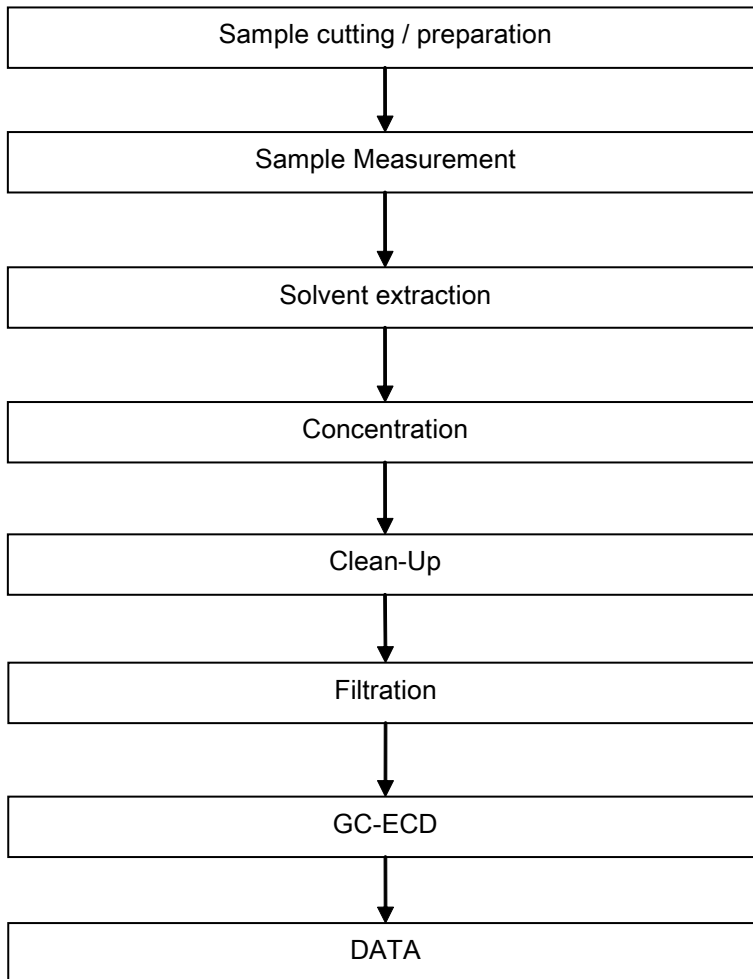 Sample cutting / preparation
Sample Measurement
Solvent extraction
Concentration
Clean-Up
Filtration
GC-ECD
DATA